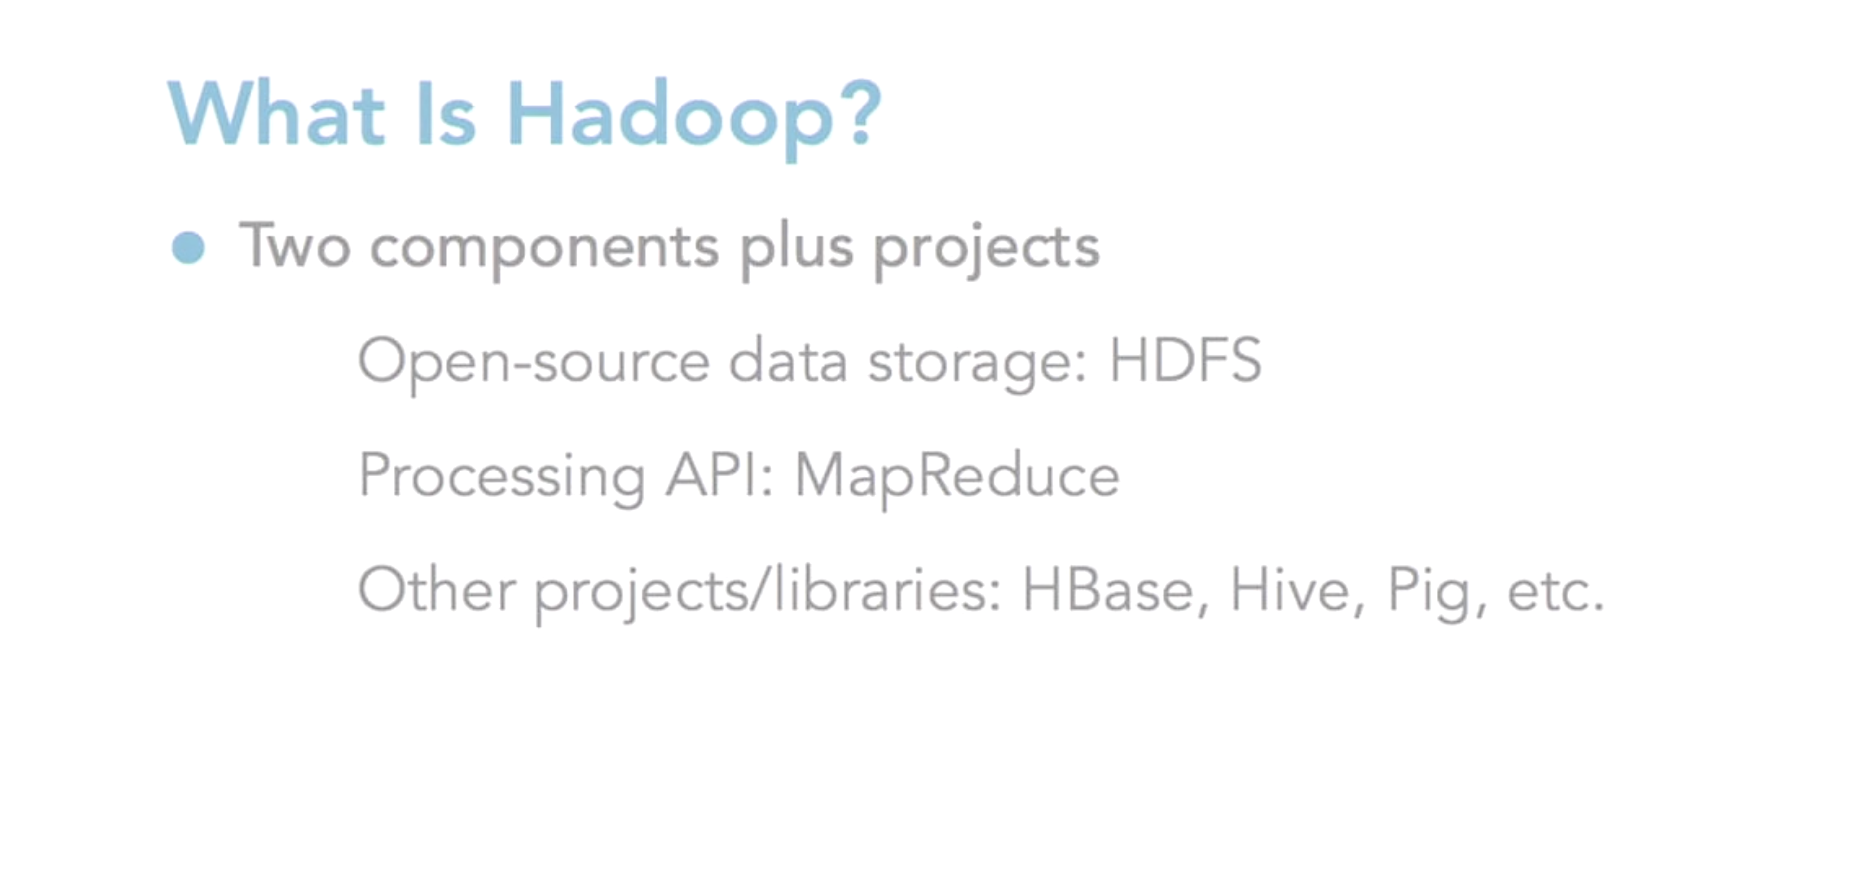 What Is Hadoop?
● Two components plus projects
Open-source data storage: HDFS
Processing API: MapReduce
Other projects/libraries: HBase, Hive, Pig, etc.